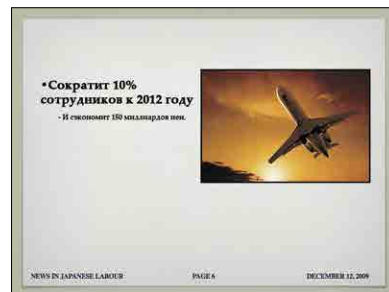 •Сократит 10%
сотрудников к 2012 году
- И сэкономит 150 миллиардов иен.
NEWS IN JAPANESE LABOUR PAGE 6 DECEMBER 12, 2009